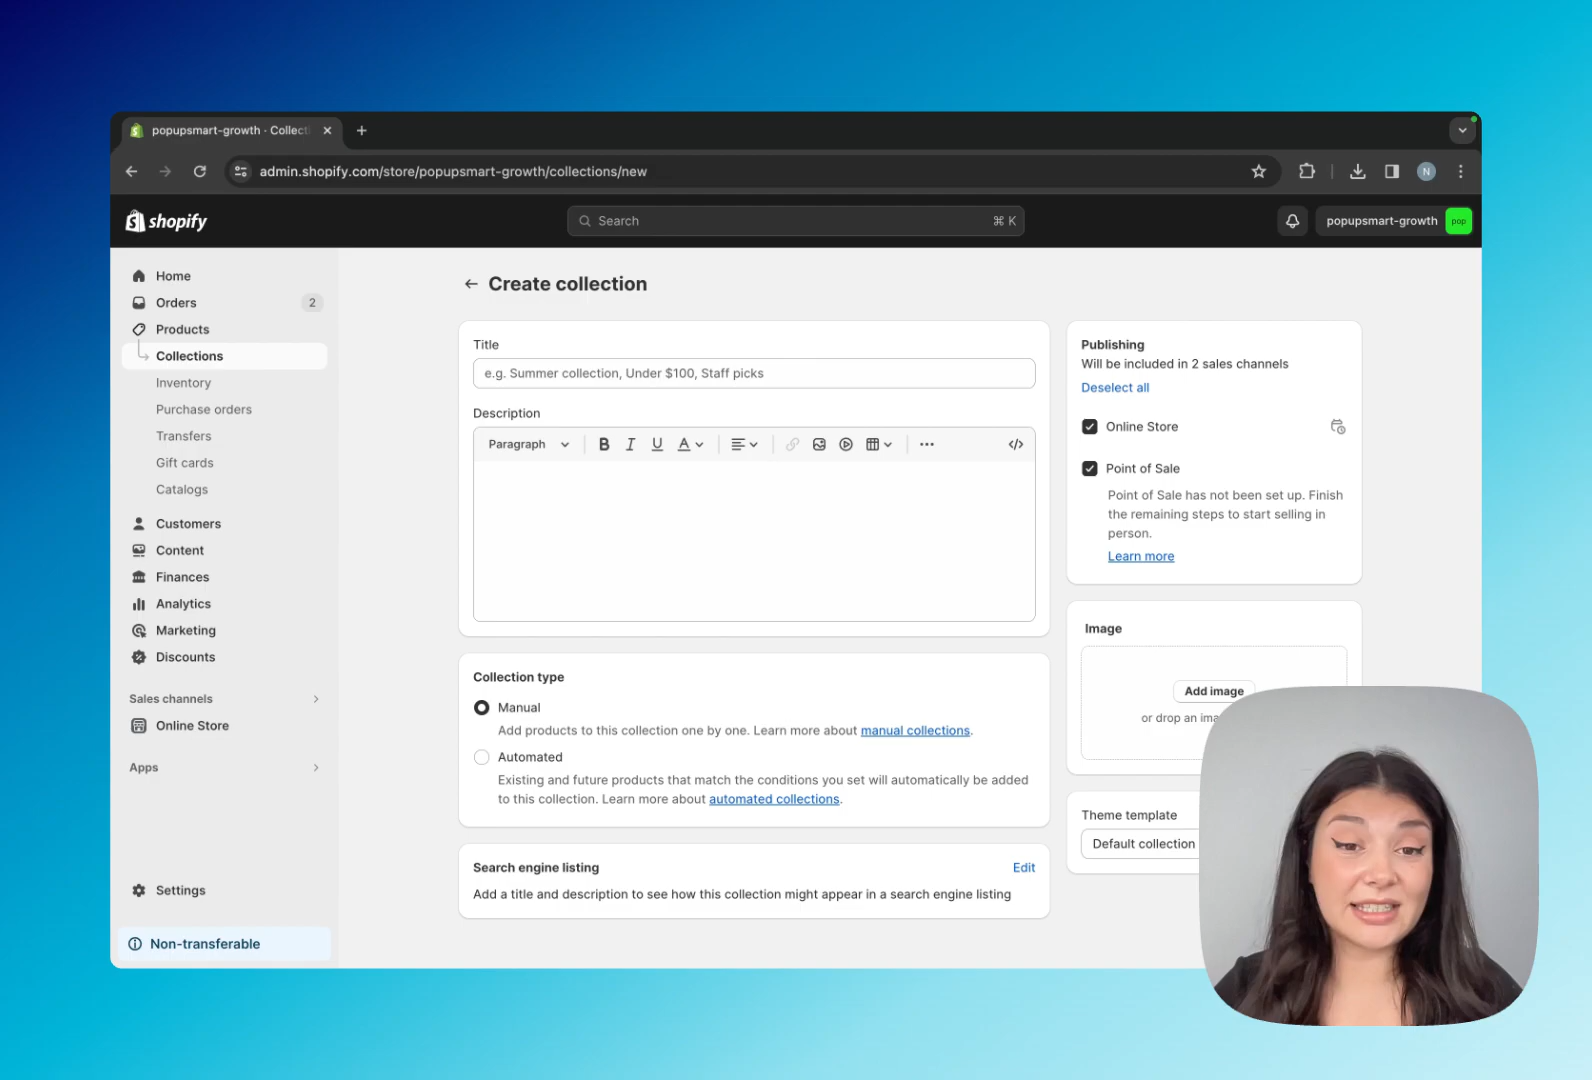 popupsmart-growth · Collecti
admin.shopify.com/store/popupsmart-growth/collections/new
N
shopify
Search
⌘ K
popupsmart-growth
pop
Home
Orders
2
Products
Collections
Inventory
Purchase orders
Transfers
Gift cards
Catalogs
Customers
Content
Finances
Analytics
Marketing
Discounts
Sales channels
Online Store
Apps
Settings
Non-transferable
Create collection
Title
e.g. Summer collection, Under $100, Staff picks
Description
Paragraph
B I U A
Collection type
Manual
Add products to this collection one by one. Learn more about manual collections.
Automated
Existing and future products that match the conditions you set will automatically be added
to this collection. Learn more about automated collections.
Search engine listing
Edit
Add a title and description to see how this collection might appear in a search engine listing
Publishing
Will be included in 2 sales channels
Deselect all
Online Store
Point of Sale
Point of Sale has not been set up. Finish
the remaining steps to start selling in
person.
Learn more
Image
Add image
or drop an ima
Theme template
Default collection